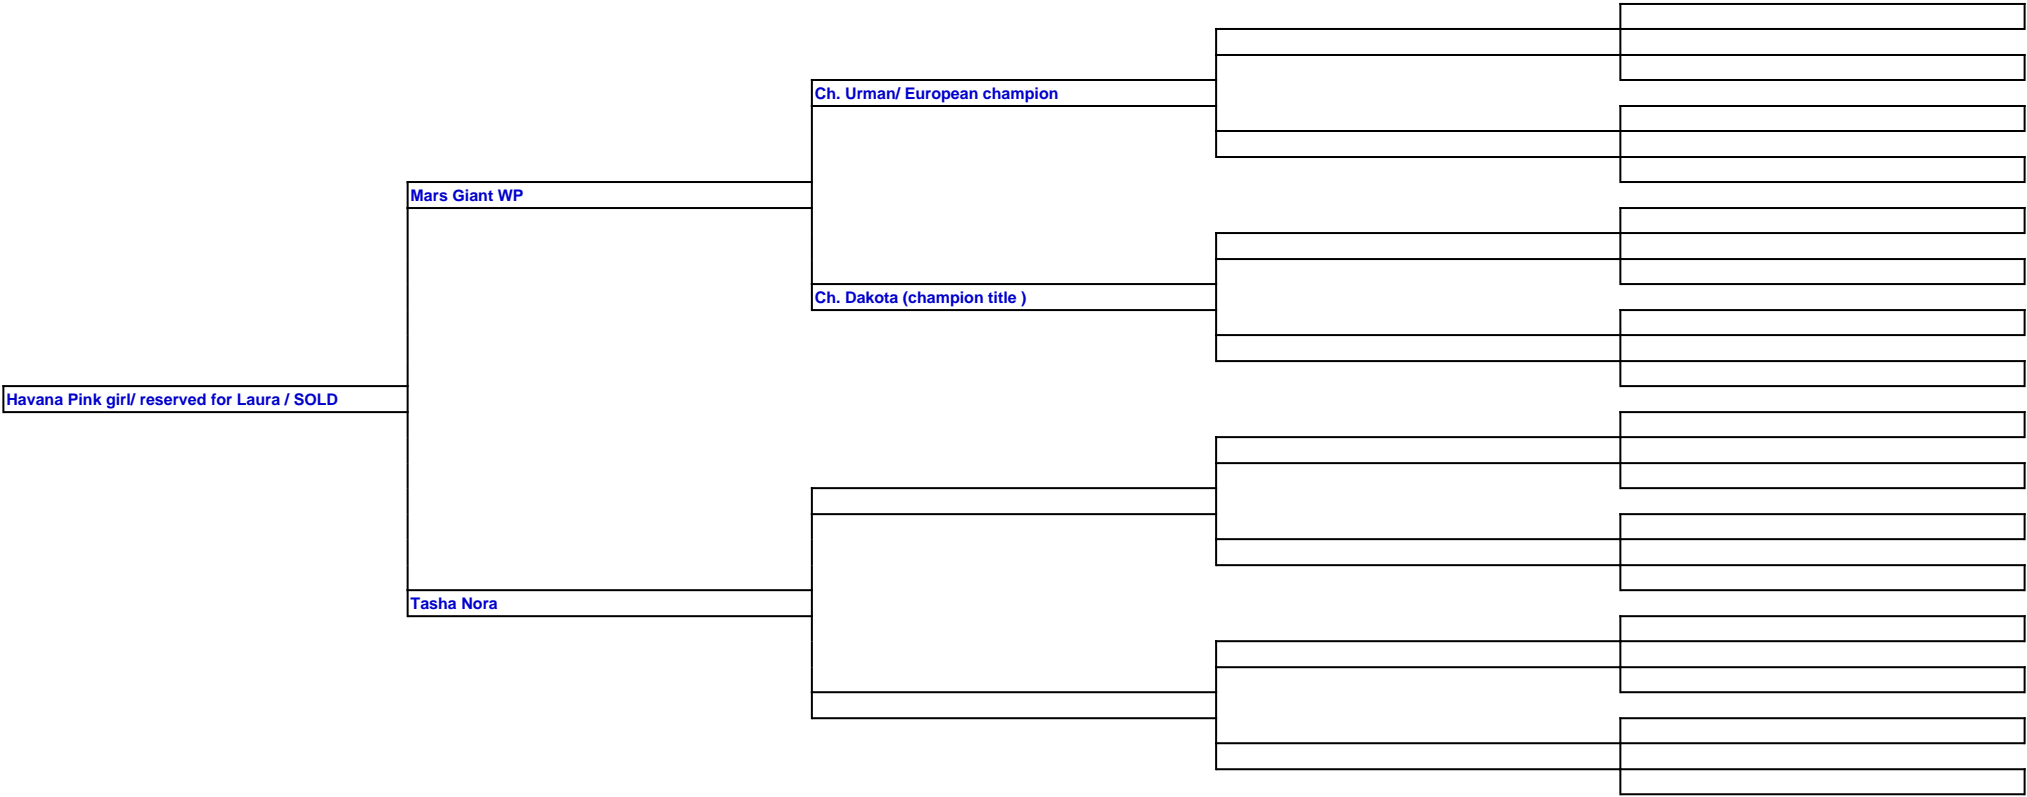 Ch. Urman/ European champion
Mars Giant WP
Ch. Dakota (champion title )
Havana Pink girl/ reserved for Laura / SOLD
Tasha Nora